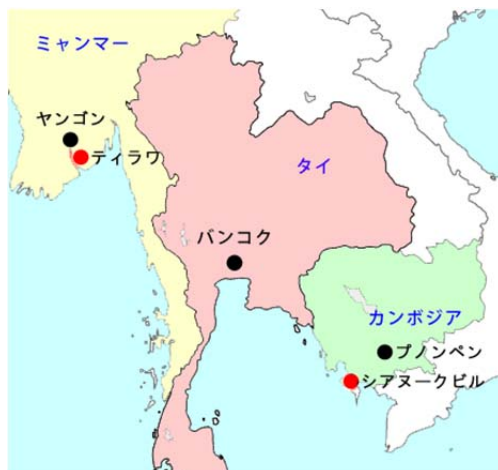 ミャンマー
ヤンゴン
ティラワ
タイ
バンコク
カンボジア
プノンペン
シアヌークビル